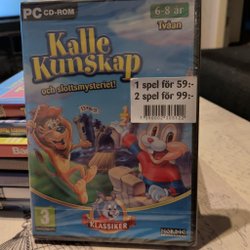 PC CD-ROM
6-8 år
Tvåan
Kalle
Kunskap
och slottsmysteriet!
1 spel för 59:-
2 spel för 99:-
3
KLASSIKER
NORDIC